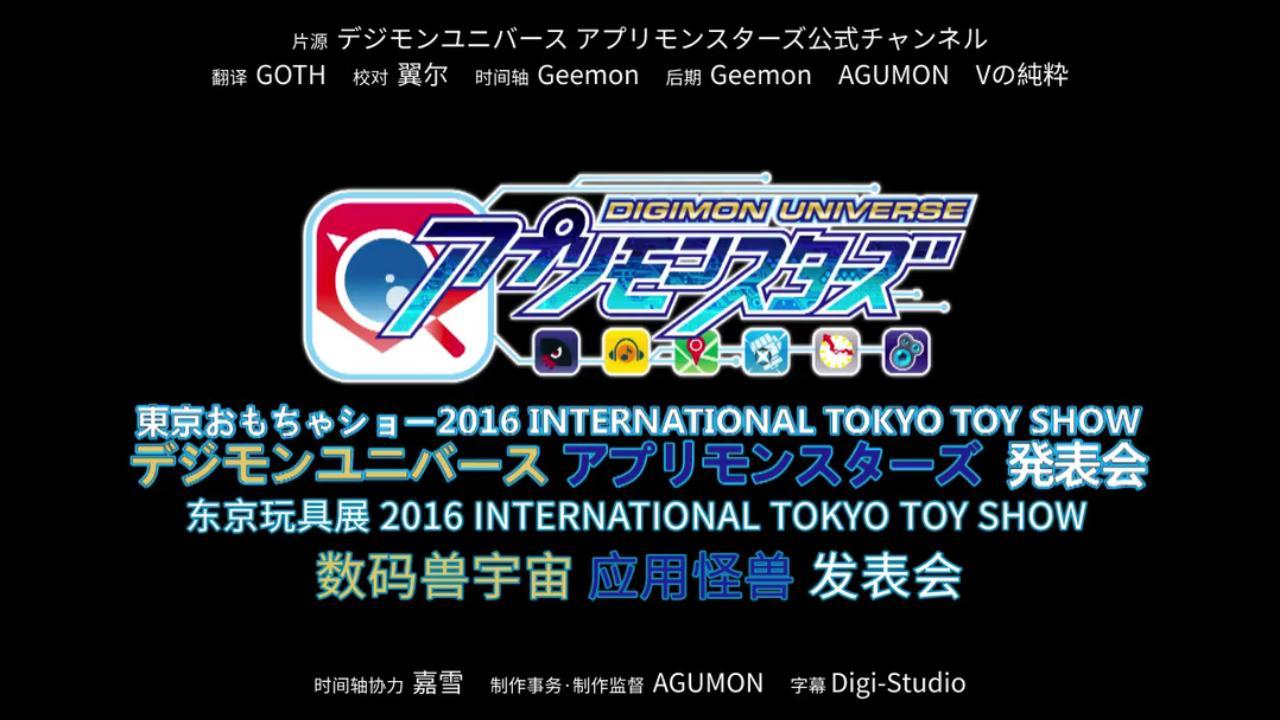 片源 デジモンユニバース アプリモンスターズ公式チャンネル
翻译 GOTH 校对 翼尔 时间轴 Geemon 后期 Geemon AGUMON Vの純粋
DIGIMON UNIVERSE
アプリモンスターズ
東京おもちゃショー2016 INTERNATIONAL TOKYO TOY SHOW
デジモンユニバース アプリモンスターズ 発表会
东京玩具展 2016 INTERNATIONAL TOKYO TOY SHOW
数码兽宇宙 应用怪兽 发表会
时间轴协力 嘉雪 制作事务·制作监督 AGUMON 字幕 Digi-Studio